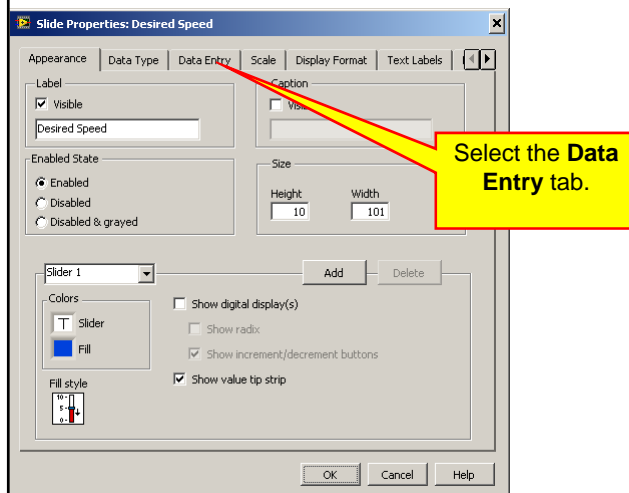 Slide Properties: Desired Speed
Appearance Data Type Data Entry Scale Display Format Text Labels
Label
Visible
Desired Speed
Caption
Enabled State
Enabled
Disabled
Disabled & grayed
Size
Height Width
10 101
Select the Data
Entry tab.
Slider 1 Add Delete
Colors
T Slider
Fill
Fill style
10-
5-
0-
Show digital display(s)
Show radix
Show increment/decrement buttons
Show value tip strip
OK Cancel Help